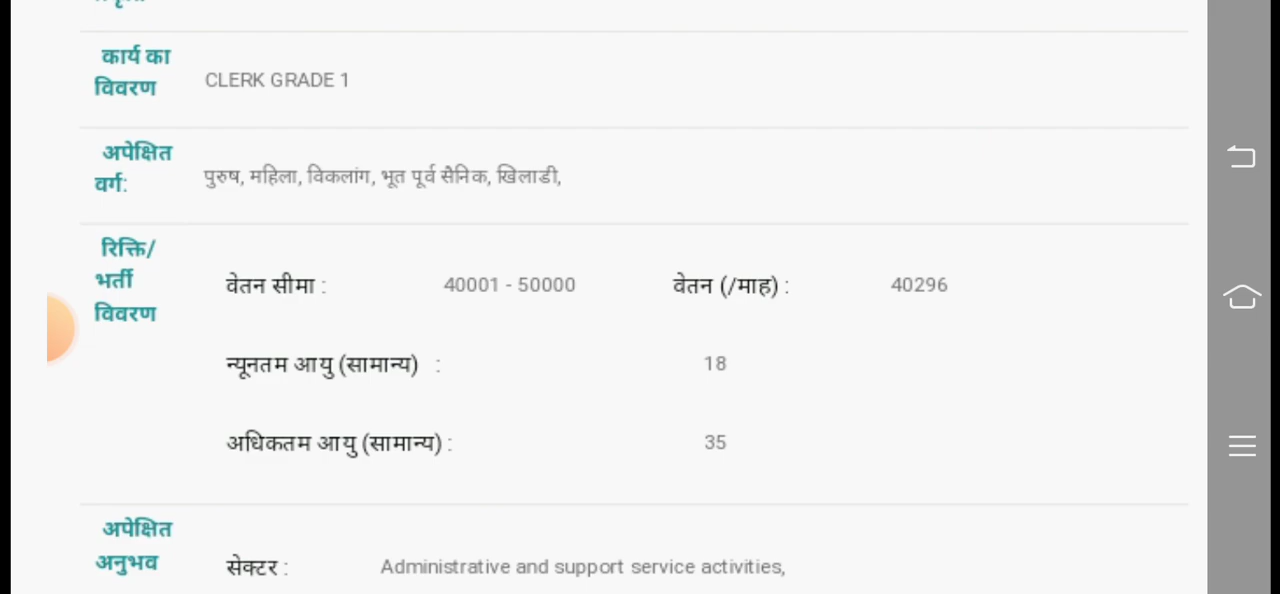 कार्य का
विवरण
CLERK GRADE 1
अपेक्षित
वर्ग:
पुरुष, महिला, विकलांग, भूत पूर्व सैनिक, खिलाडी,
रिक्ति/
भर्ती
विवरण
वेतन सीमा : 40001 - 50000 वेतन (/माह) : 40296
न्यूनतम आयु (सामान्य) : 18
अधिकतम आयु (सामान्य) : 35
अपेक्षित
अनुभव
सेक्टर : Administrative and support service activities,